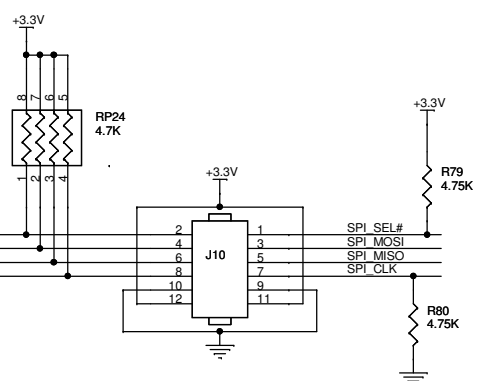 +3.3V
8 7 6 5
RP24
4.7K
1 2 3 4
+3.3V
R79
4.75K
+3.3V
J10
2 1 SPI_SEL#
4 3 SPI_MOSI
6 5 SPI_MISO
8 7 SPI_CLK
10 9
12 11
R80
4.75K